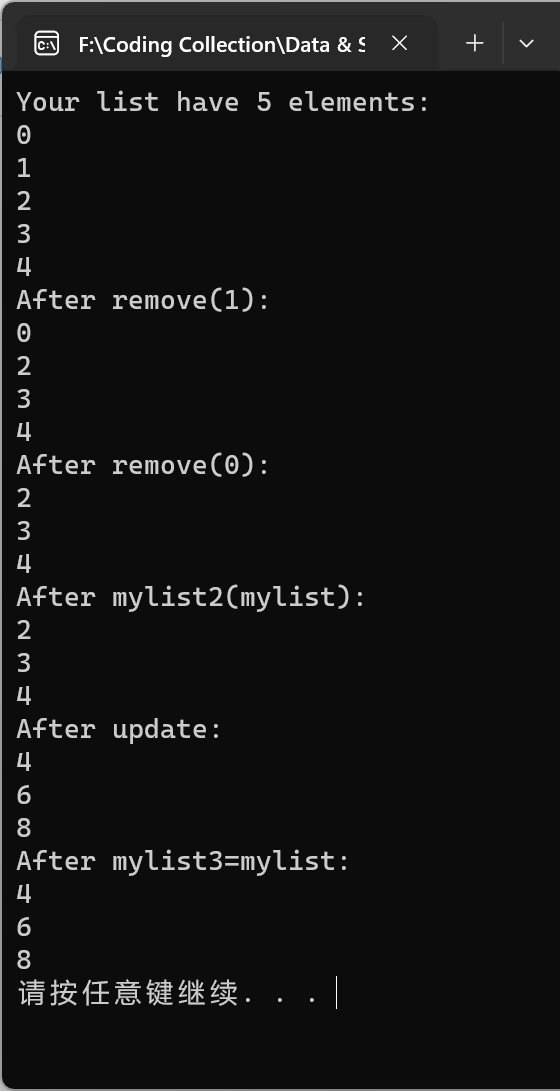 F:\Coding Collection\Data & S
Your list have 5 elements:
0
1
2
3
4
After remove(1):
0
2
3
4
After remove(0):
2
3
4
After mylist2(mylist):
2
3
4
After update:
4
6
8
After mylist3=mylist:
4
6
8
请按任意键继续. . .